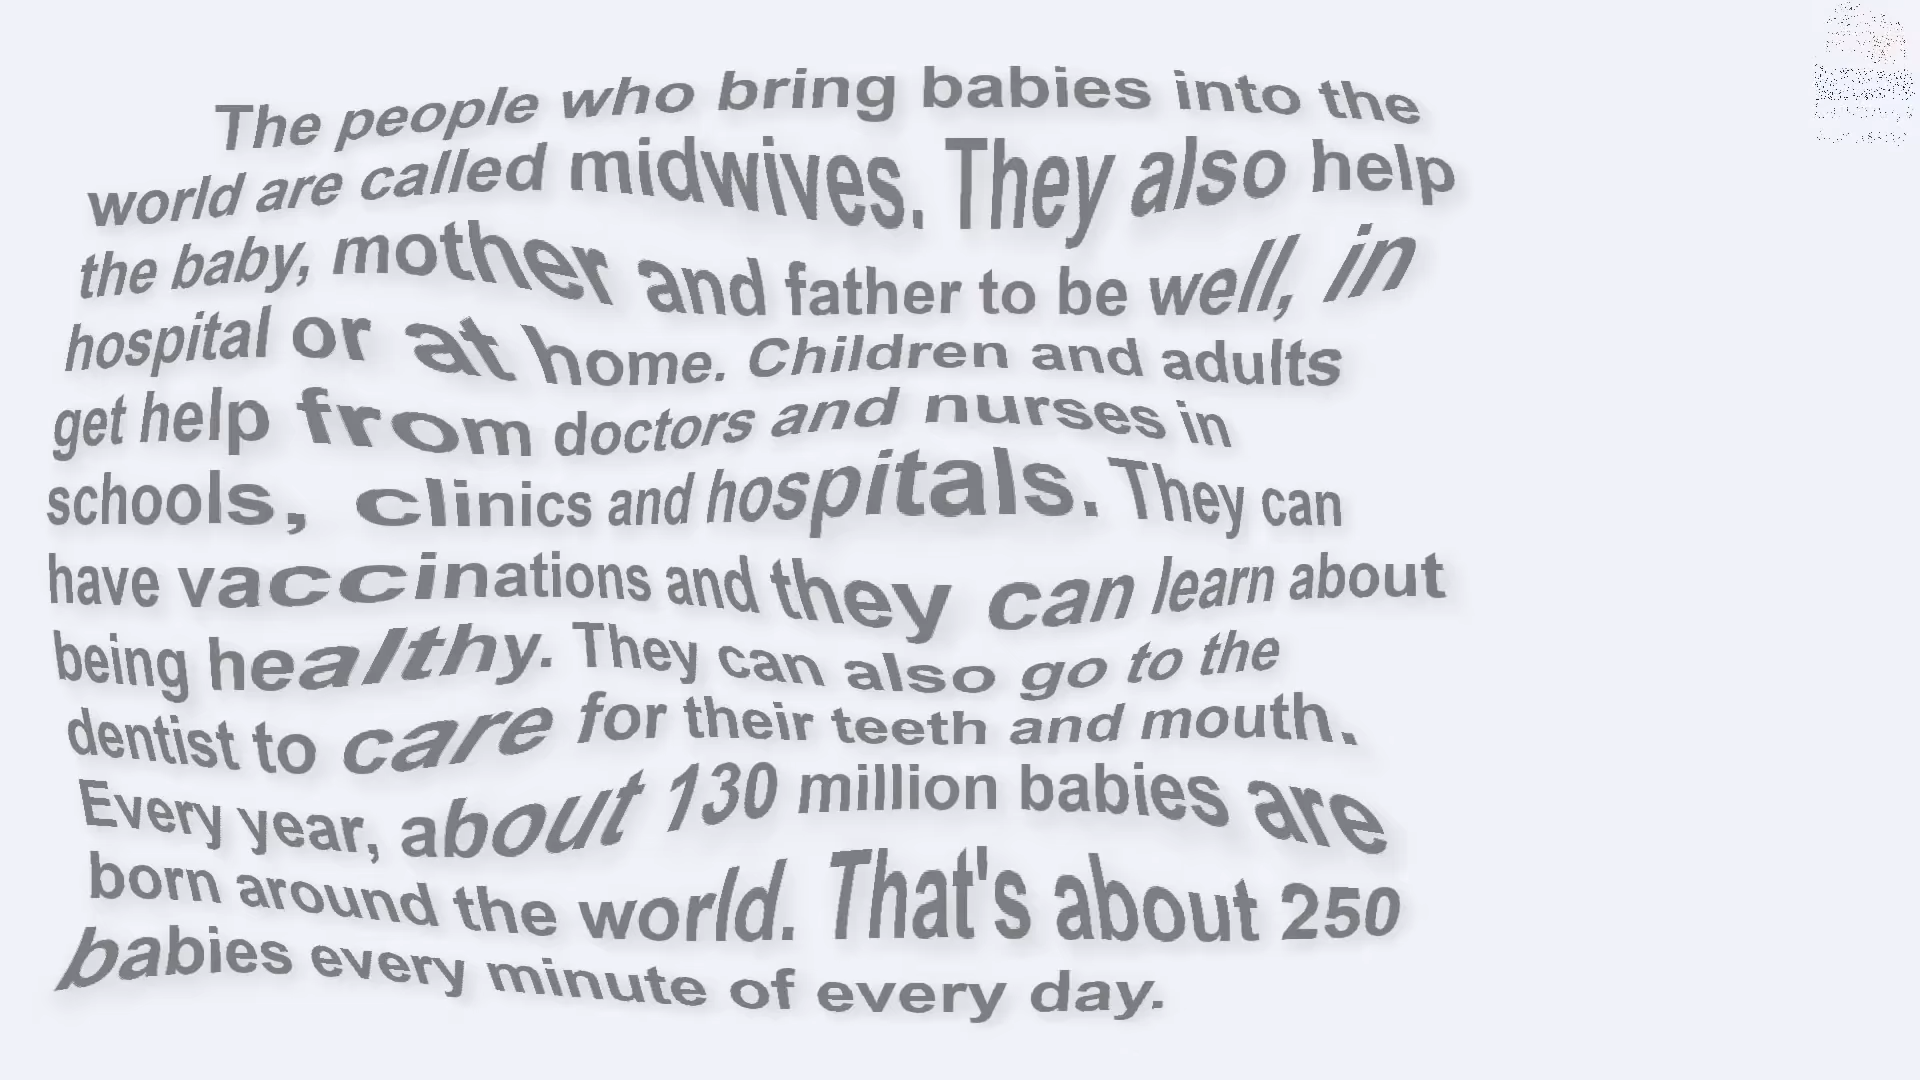 The people who bring babies into the
world are called midwives. They also help
the baby, mother and father to be well, in
hospital or at home. Children and adults
get help from doctors and nurses in
schools, clinics and hospitals. They can
have vaccinations and they can learn about
being healthy. They can also go to the
dentist to care for their teeth and mouth.
Every year, about 130 million babies are
born around the world. That's about 250
babies every minute of every day.